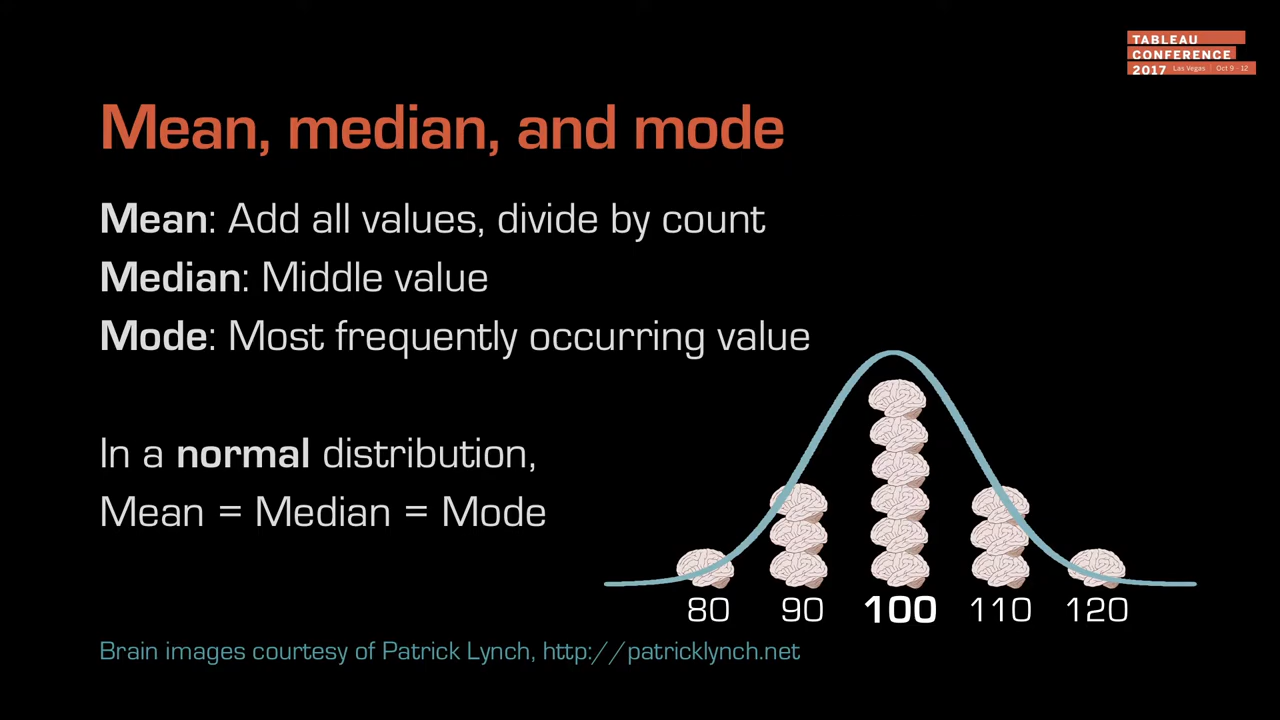 TABLEAU
CONFERENCE
2017 Las Vegas | Oct 9 - 12
Mean, median, and mode
Mean: Add all values, divide by count
Median: Middle value
Mode: Most frequently occurring value
In a normal distribution,
Mean = Median = Mode
80 90 100 110 120
Brain images courtesy of Patrick Lynch, http://patricklynch.net